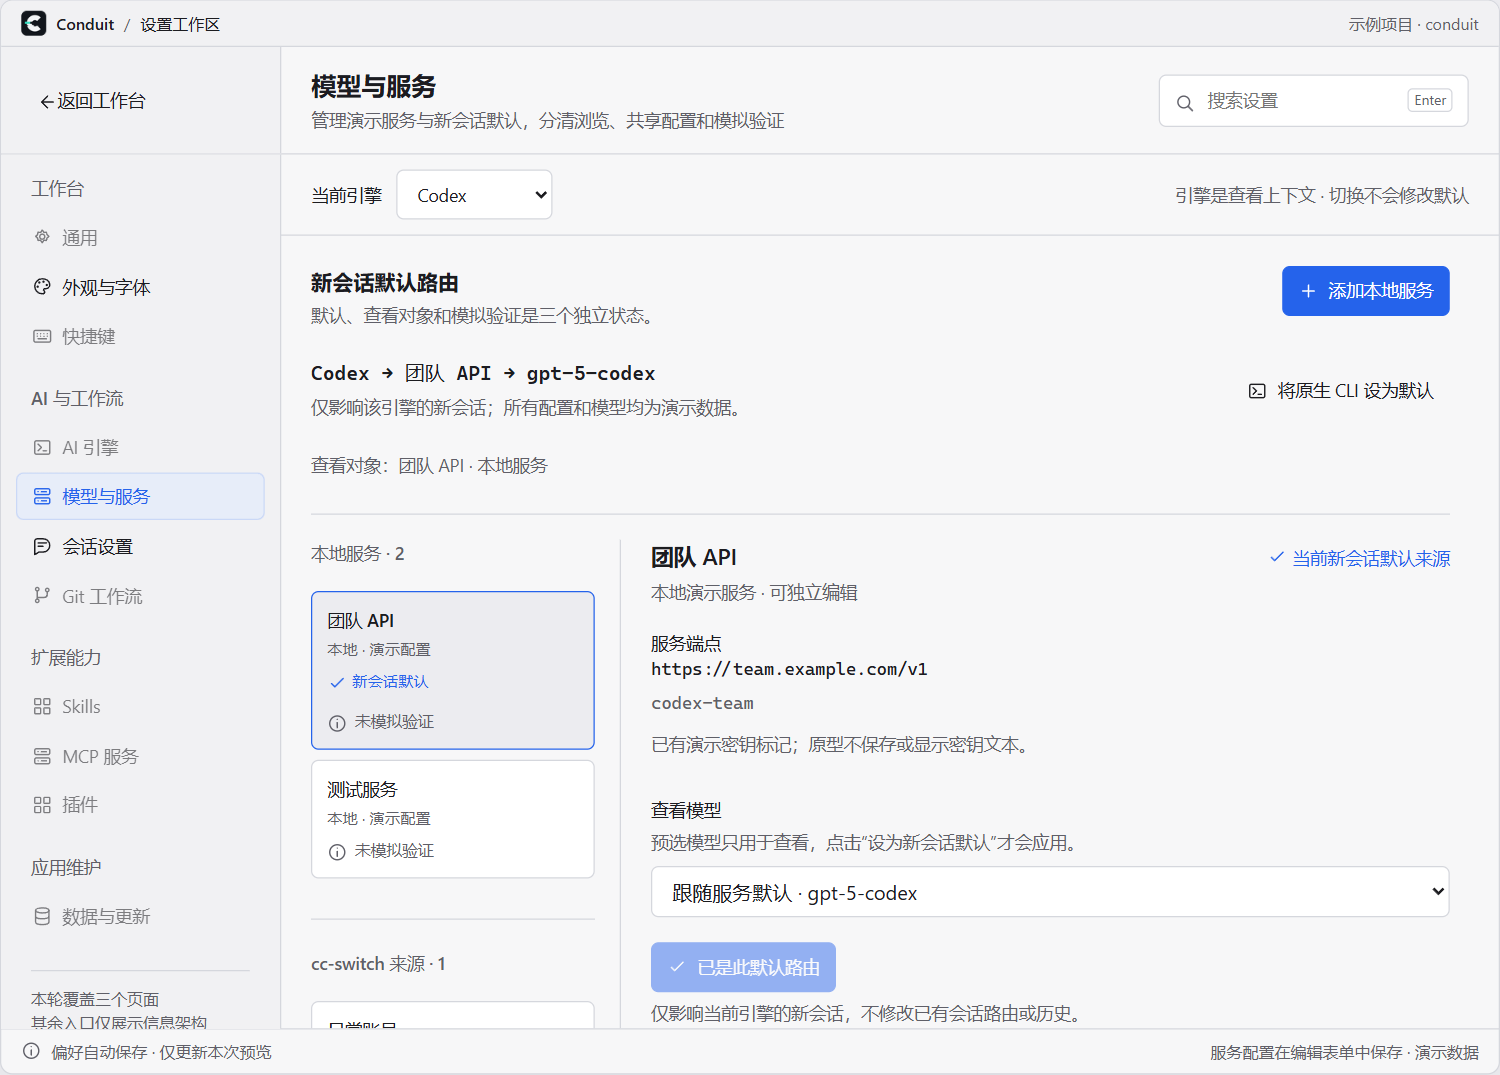 Conduit / 设置工作区
示例项目 · conduit
返回工作台
模型与服务
管理演示服务与新会话默认，分清浏览、共享配置和模拟验证
搜索设置
Enter
当前引擎
Codex
引擎是查看上下文 · 切换不会修改默认
工作台
通用
外观与字体
快捷键
AI 与工作流
AI 引擎
模型与服务
会话设置
Git 工作流
扩展能力
Skills
MCP 服务
插件
应用维护
数据与更新
本轮覆盖三个页面
其余入口仅展示信息架构
新会话默认路由
默认、查看对象和模拟验证是三个独立状态。
添加本地服务
Codex → 团队 API → gpt-5-codex
仅影响该引擎的新会话；所有配置和模型均为演示数据。
将原生 CLI 设为默认
查看对象：团队 API · 本地服务
本地服务 · 2
团队 API
本地 · 演示配置
新会话默认
未模拟验证
测试服务
本地 · 演示配置
未模拟验证
cc-switch 来源 · 1
日常账号
团队 API
当前新会话默认来源
本地演示服务 · 可独立编辑
服务端点
https://team.example.com/v1
codex-team
已有演示密钥标记；原型不保存或显示密钥文本。
查看模型
预选模型只用于查看，点击“设为新会话默认”才会应用。
跟随服务默认 · gpt-5-codex
已是此默认路由
仅影响当前引擎的新会话，不修改已有会话路由或历史。
偏好自动保存 · 仅更新本次预览
服务配置在编辑表单中保存 · 演示数据